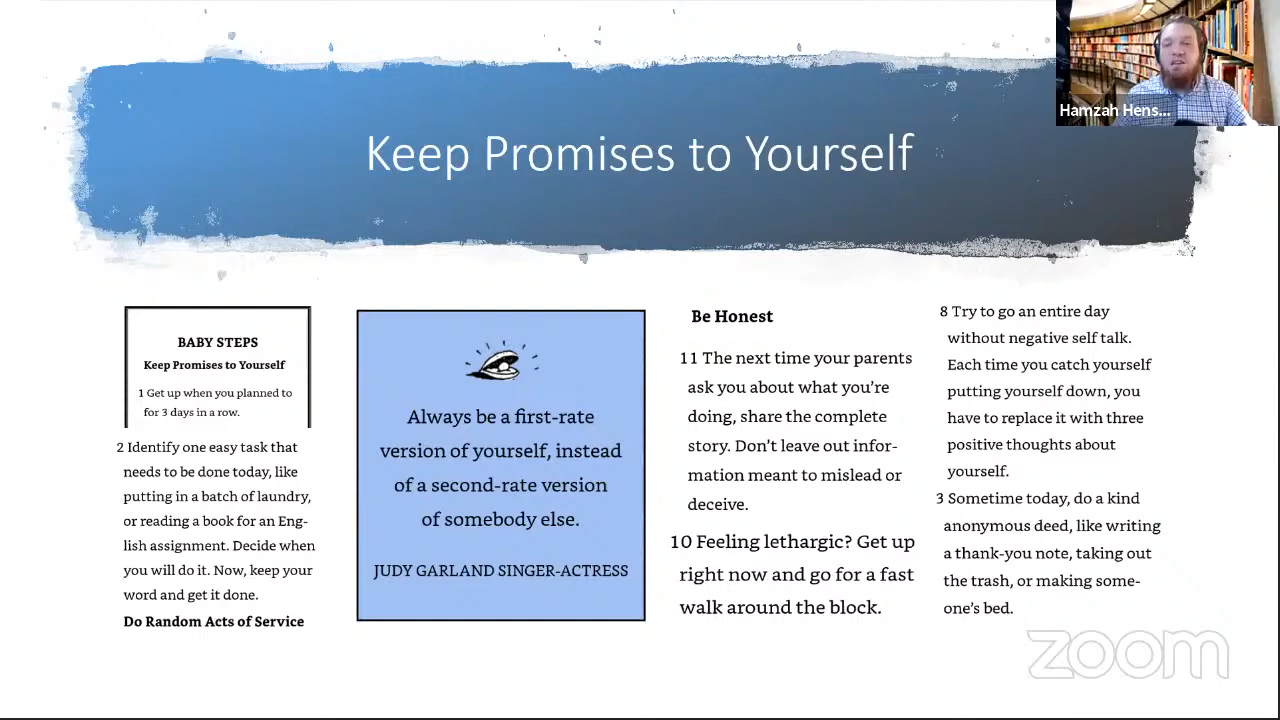 Keep Promises to Yourself
Hamzah Hens...
BABY STEPS
Keep Promises to Yourself
1 Get up when you planned to
for 3 days in a row.
2 Identify one easy task that
needs to be done today, like
putting in a batch of laundry,
or reading a book for an Eng-
lish assignment. Decide when
you will do it. Now, keep your
word and get it done.
Do Random Acts of Service
Always be a first-rate
version of yourself, instead
of a second-rate version
of somebody else.
JUDY GARLAND SINGER-ACTRESS
Be Honest
11 The next time your parents
ask you about what you're
doing, share the complete
story. Don't leave out infor-
mation meant to mislead or
deceive.
10 Feeling lethargic? Get up
right now and go for a fast
walk around the block.
8 Try to go an entire day
without negative self talk.
Each time you catch yourself
putting yourself down, you
have to replace it with three
positive thoughts about
yourself.
3 Sometime today, do a kind
anonymous deed, like writing
a thank-you note, taking out
the trash, or making some-
one's bed.
zoom